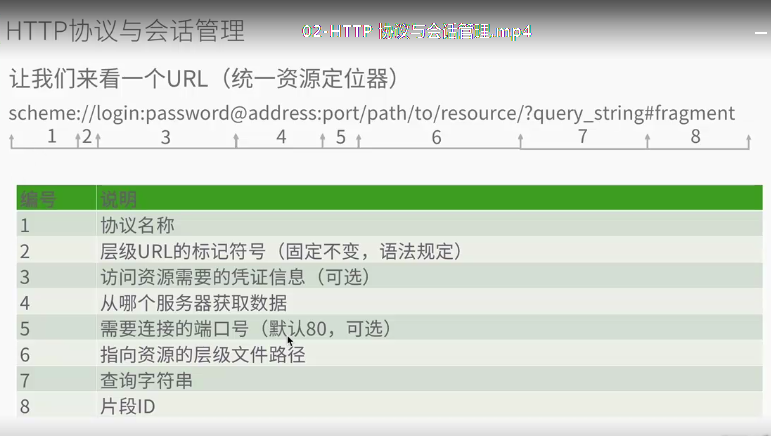 HTTP协议与会话管理
02-HTTP 协议与会话管理.mp4
让我们来看一个URL（统一资源定位器）
scheme://login:password@address:port/path/to/resource/?query_string#fragment
1 2 3 4 5 6 7 8
编号 说明
1 协议名称
2 层级URL的标记符号（固定不变，语法规定）
3 访问资源需要的凭证信息（可选）
4 从哪个服务器获取数据
5 需要连接的端口号（默认80，可选）
6 指向资源的层级文件路径
7 查询字符串
8 片段ID